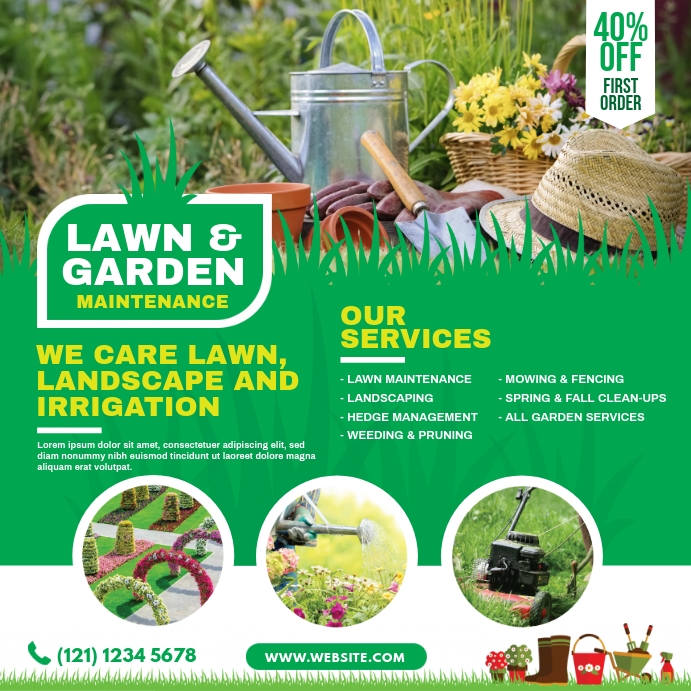 40%
OFF
FIRST
ORDER
LAWN &
GARDEN
MAINTENANCE
WE CARE LAWN,
LANDSCAPE AND
IRRIGATION
Lorem ipsum dolor sit amet, consectetuer adipiscing elit, sed
diam nonummy nibh euismod tincidunt ut laoreet dolore magna
aliquam erat volutpat.
OUR
SERVICES
- LAWN MAINTENANCE
- LANDSCAPING
- HEDGE MANAGEMENT
- WEEDING & PRUNING
- MOWING & FENCING
- SPRING & FALL CLEAN-UPS
- ALL GARDEN SERVICES
(121) 1234 5678
WWW.WEBSITE.COM